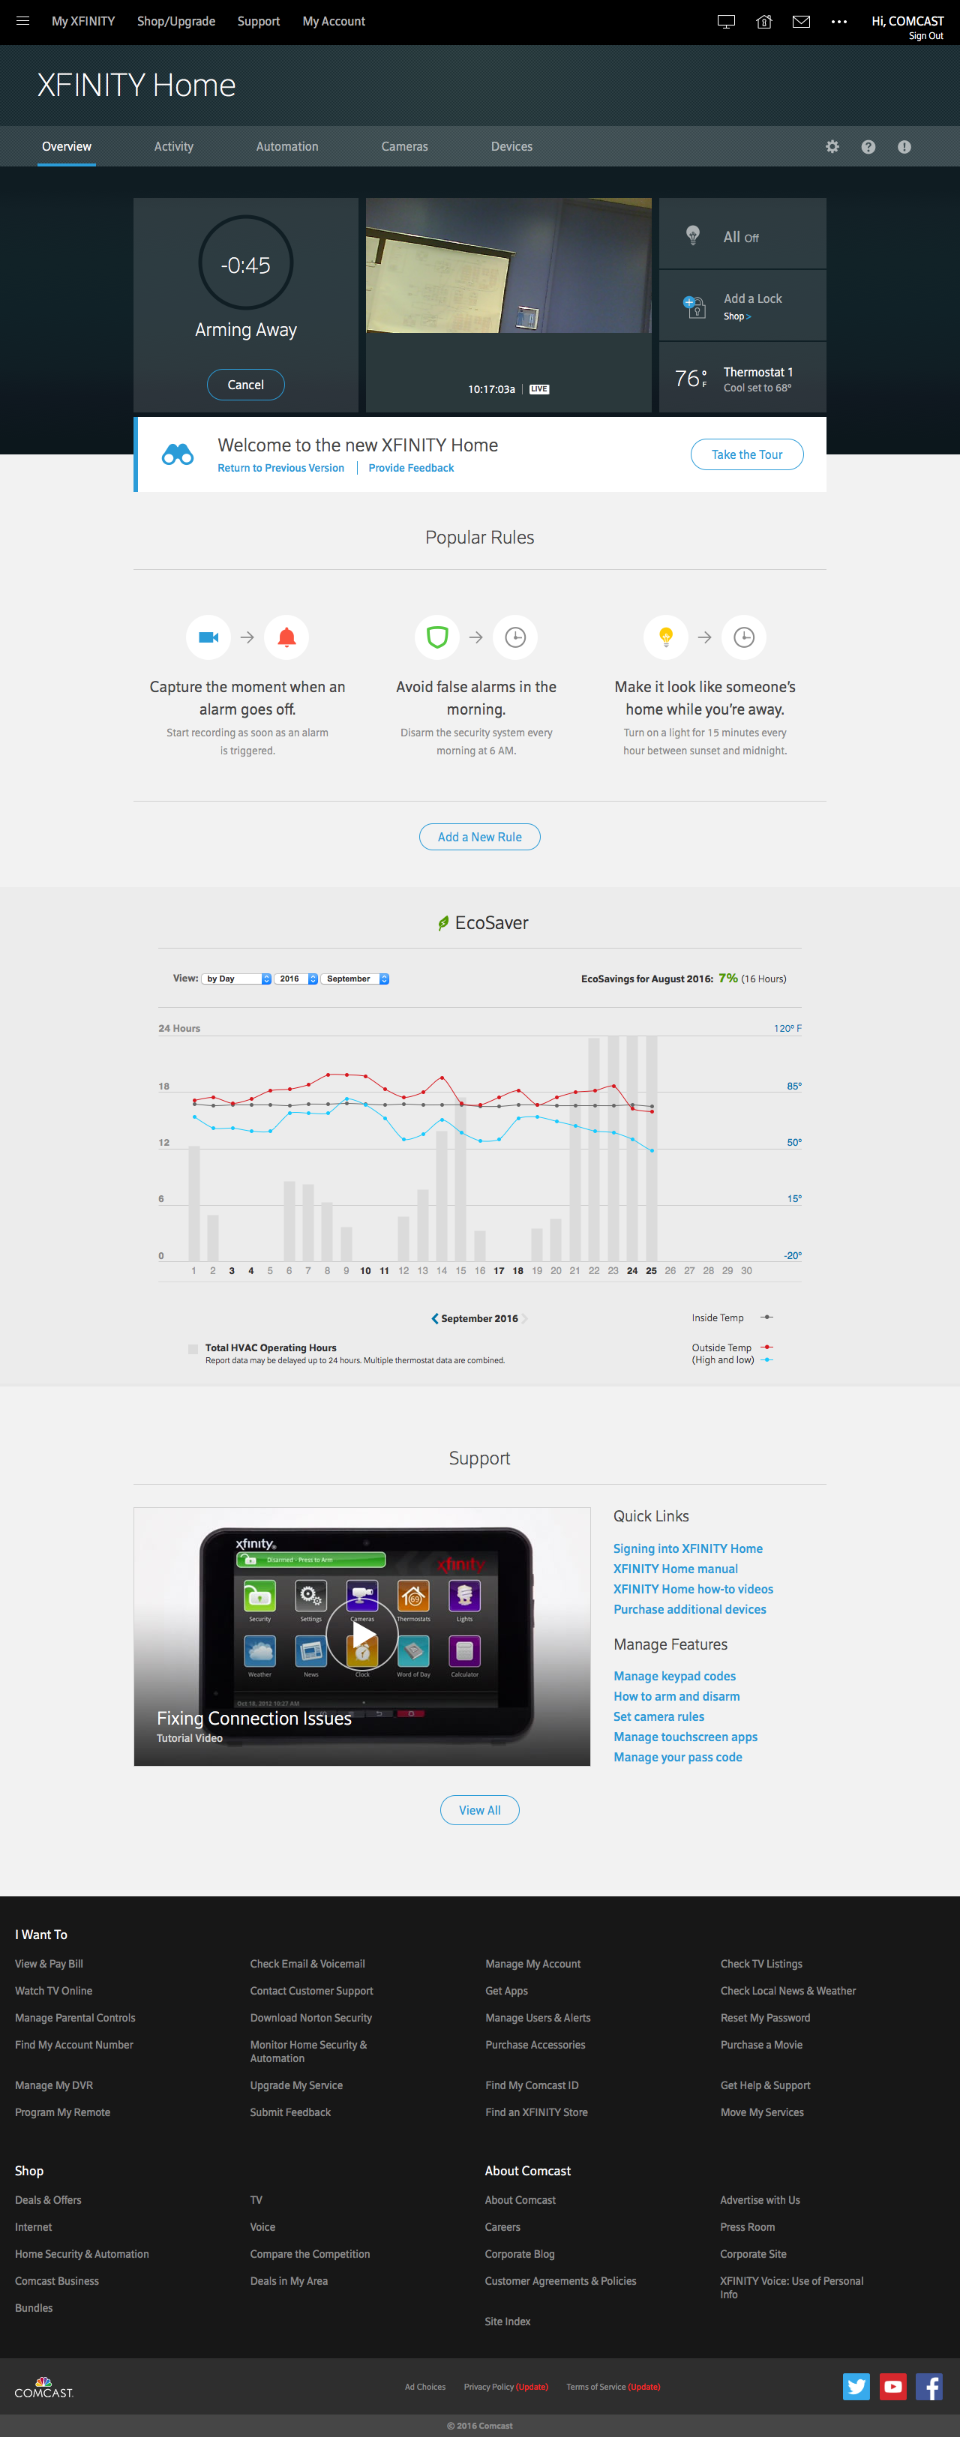 My XFINITY Shop/Upgrade Support My Account Hi, COMCAST
Sign Out
XFINITY Home
Overview Activity Automation Cameras Devices
-0:45
Arming Away
Cancel
10:17:03a LIVE
All Off
Add a Lock
Shop >
76° F
Thermostat 1
Cool set to 68°
Welcome to the new XFINITY Home
Return to Previous Version Provide Feedback
Take the Tour
Popular Rules
Capture the moment when an
alarm goes off.
Start recording as soon as an alarm
is triggered.
Avoid false alarms in the
morning.
Disarm the security system every
morning at 6 AM.
Make it look like someone's
home while you're away.
Turn on a light for 15 minutes every
hour between sunset and midnight.
Add a New Rule
EcoSaver
View: by Day 2016 September EcoSavings for August 2016: 7% (16 Hours)
24 Hours 120° F
18 85°
12 50°
6 15°
0 -20°
1 2 3 4 5 6 7 8 9 10 11 12 13 14 15 16 17 18 19 20 21 22 23 24 25 26 27 28 29 30
September 2016
Inside Temp
Total HVAC Operating Hours
Report data may be delayed up to 24 hours. Multiple thermostat data are combined.
Outside Temp
(High and low)
Support
xfinity
Disarmed - Press to Arm
xfinity
69
Security Settings Cameras Thermostats Lights
Weather News Clock Word of Day Calculator
Oct 18, 2012 10:27 AM
Fixing Connection Issues
Tutorial Video
Quick Links
Signing into XFINITY Home
XFINITY Home manual
XFINITY Home how-to videos
Purchase additional devices
Manage Features
Manage keypad codes
How to arm and disarm
Set camera rules
Manage touchscreen apps
Manage your pass code
View All
I Want To
View & Pay Bill Check Email & Voicemail Manage My Account Check TV Listings
Watch TV Online Contact Customer Support Get Apps Check Local News & Weather
Manage Parental Controls Download Norton Security Manage Users & Alerts Reset My Password
Find My Account Number Monitor Home Security &
Automation Purchase Accessories Purchase a Movie
Manage My DVR Upgrade My Service Find My Comcast ID Get Help & Support
Program My Remote Submit Feedback Find an XFINITY Store Move My Services
Shop About Comcast
Deals & Offers TV About Comcast Advertise with Us
Internet Voice Careers Press Room
Home Security & Automation Compare the Competition Corporate Blog Corporate Site
Comcast Business Deals in My Area Customer Agreements & Policies XFINITY Voice: Use of Personal
Info
Bundles
Site Index
COMCAST
Ad Choices Privacy Policy (Update) Terms of Service (Update)
© 2016 Comcast